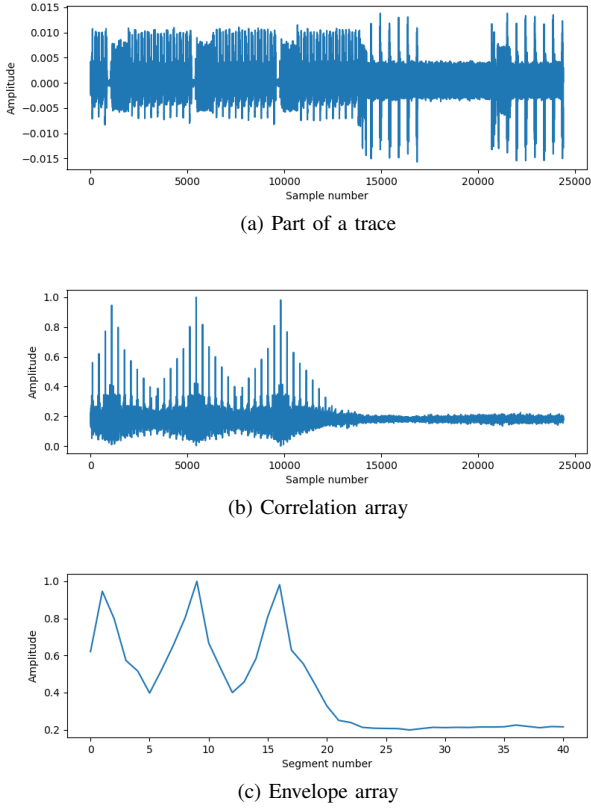 0.015
0.010
0.005
0.000
−0.005
−0.010
−0.015
Amplitude
0 5000 10000 15000 20000 25000
Sample number
(a) Part of a trace
1.0
0.8
0.6
0.4
0.2
0.0
Amplitude
0 5000 10000 15000 20000 25000
Sample number
(b) Correlation array
1.0
0.8
0.6
0.4
0.2
Amplitude
0 5 10 15 20 25 30 35 40
Segment number
(c) Envelope array